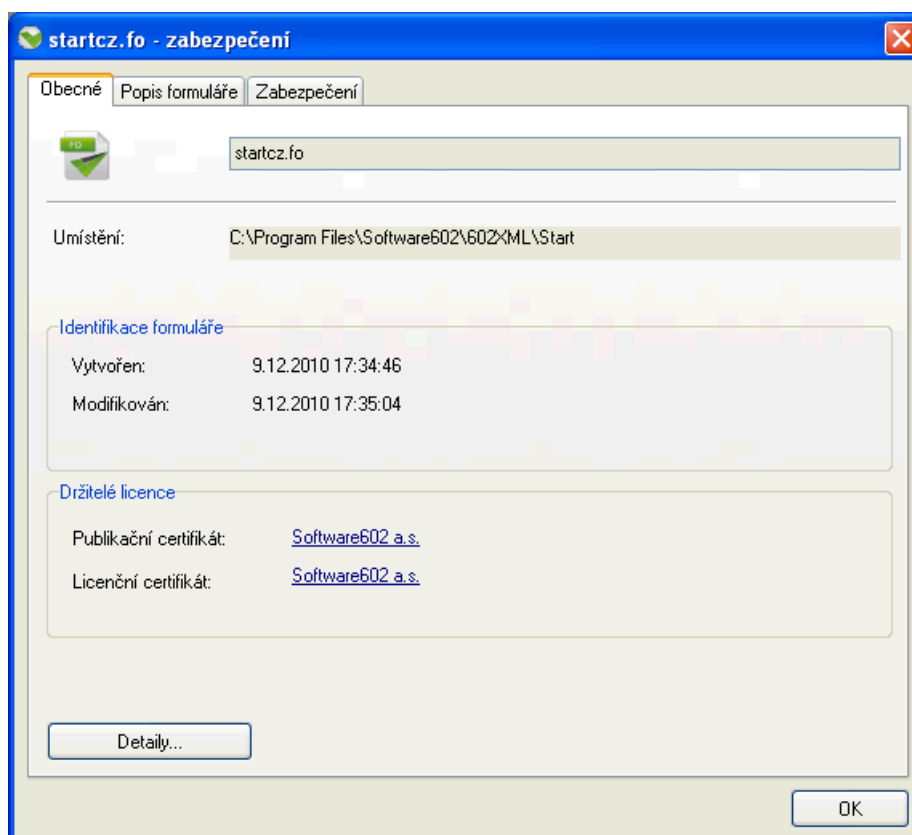 startcz.fo - zabezpečení
Obecné Popis formuláře Zabezpečení
FO
startcz.fo
Umístění: C:\Program Files\Software602\602XML\Start
Identifikace formuláře
Vytvořen: 9.12.2010 17:34:46
Modifikován: 9.12.2010 17:35:04
Držitelé licence
Publikační certifikát: Software602 a.s.
Licenční certifikát: Software602 a.s.
Detaily...
OK